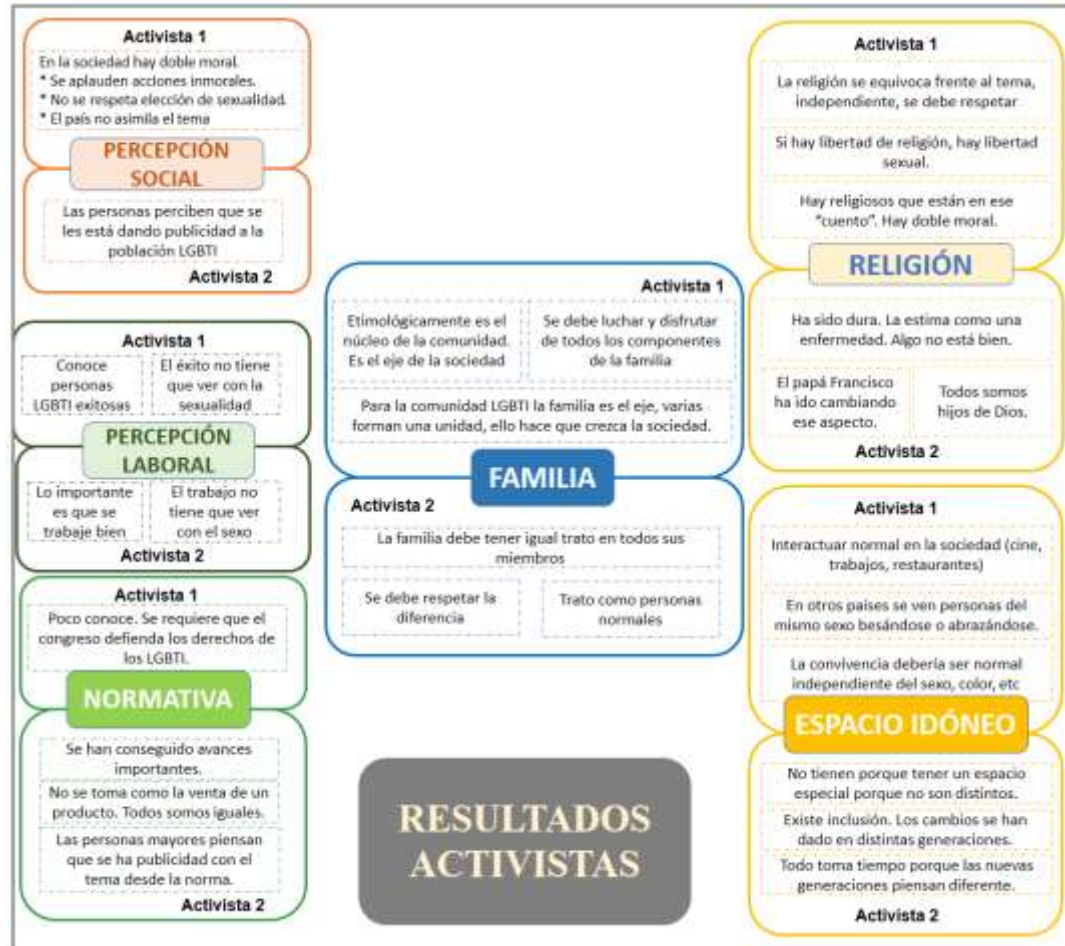 Activista 1
En la sociedad hay doble moral.
* Se aplauden acciones inmorales.
* No se respeta elección de sexualidad.
* El país no asimila el tema
PERCEPCIÓN
SOCIAL
Las personas perciben que se
les está dando publicidad a la
población LGBTI
Activista 2
Activista 1
Conoce
personas
LGBTI exitosas
El éxito no tiene
que ver con la
sexualidad
PERCEPCIÓN
LABORAL
Lo importante
es que se
trabaje bien
El trabajo no
tiene que ver
con el sexo
Activista 2
Activista 1
Poco conoce. Se requiere que el
congreso defienda los derechos de
los LGBTI.
NORMATIVA
Se han conseguido avances
importantes.
No se toma como la venta de un
producto. Todos somos iguales.
Las personas mayores piensan
que se ha publicidad con el
tema desde la norma.
Activista 2
Activista 1
Etimológicamente es el
núcleo de la comunidad.
Es el eje de la sociedad
Se debe luchar y disfrutar
de todos los componentes
de la familia
Para la comunidad LGBTI la familia es el eje, varias
forman una unidad, ello hace que crezca la sociedad.
FAMILIA
Activista 2
La familia debe tener igual trato en todos sus
miembros
Se debe respetar la
diferencia
Trato como personas
normales
RESULTADOS
ACTIVISTAS
Activista 1
La religión se equivoca frente al tema,
independiente, se debe respetar
Si hay libertad de religión, hay libertad
sexual.
Hay religiosos que están en ese
“cuento”. Hay doble moral.
RELIGIÓN
Ha sido dura. La estima como una
enfermedad. Algo no está bien.
El papá Francisco
ha ido cambiando
ese aspecto.
Todos somos
hijos de Dios.
Activista 2
Activista 1
Interactuar normal en la sociedad (cine,
trabajos, restaurantes)
En otros países se ven personas del
mismo sexo besándose o abrazándose.
La convivencia debería ser normal
independiente del sexo, color, etc
ESPACIO IDÓNEO
No tienen porque tener un espacio
especial porque no son distintos.
Existe inclusión. Los cambios se han
dado en distintas generaciones.
Todo toma tiempo porque las nuevas
generaciones piensan diferente.
Activista 2